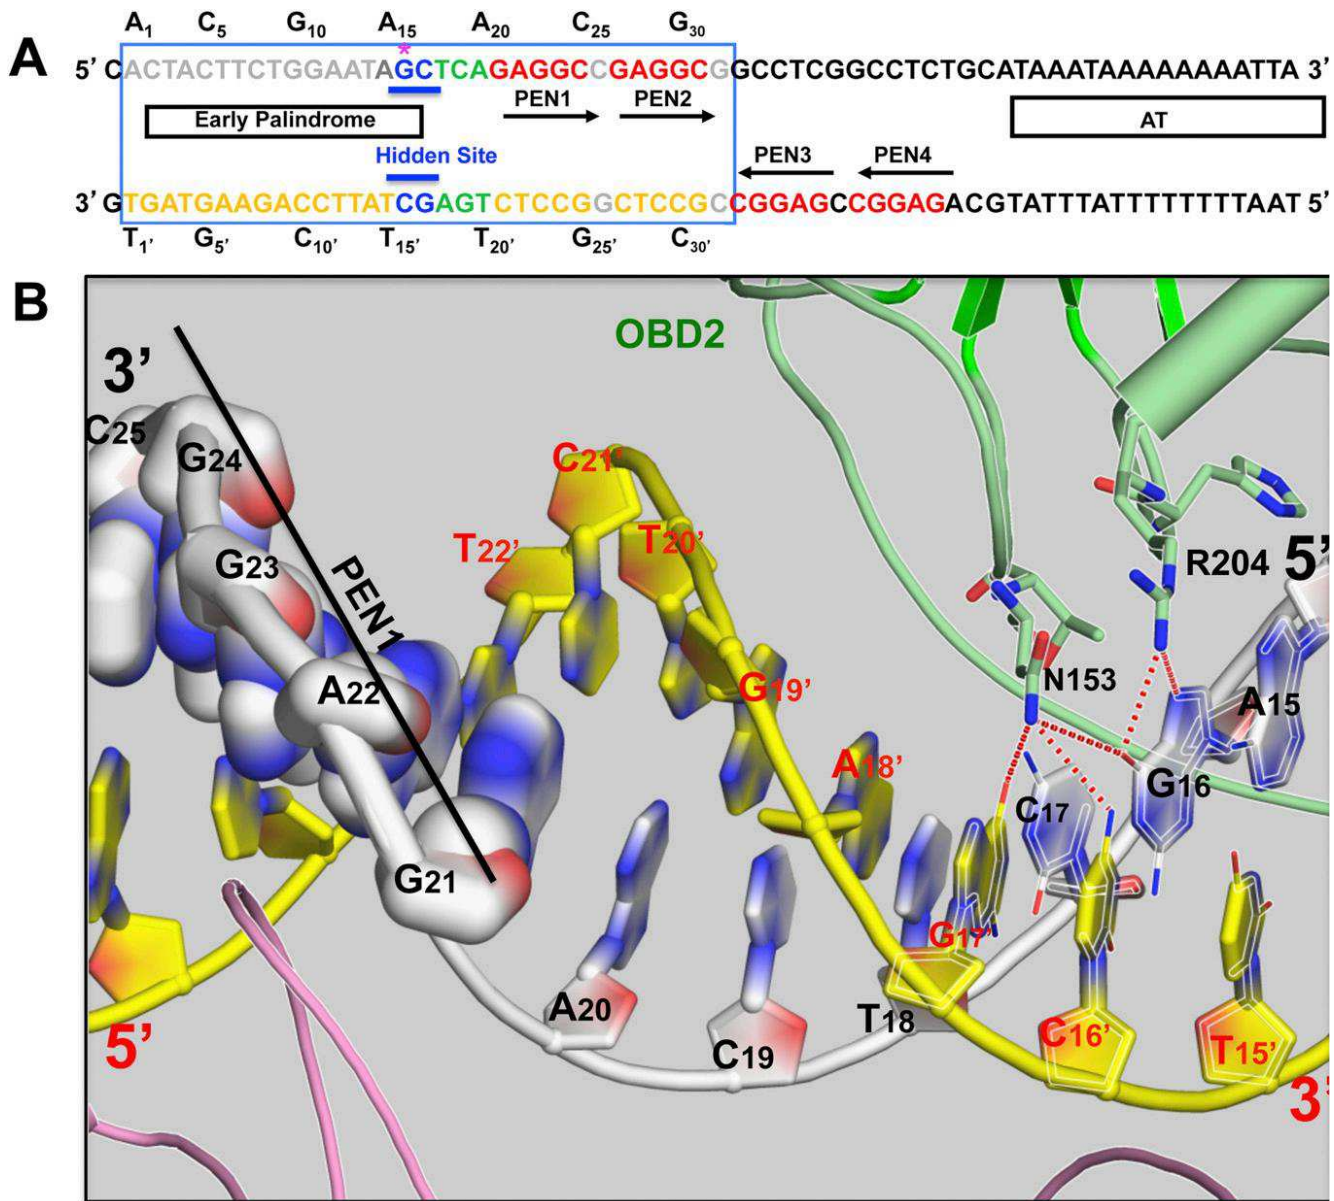 A
A1 C5 G10 A15 A20 C25 G30
*
5' CACTACTTCTGGAATAGCTCAGAGGCCGAGGCGGCCTCGGCCTCTGCATAAATAAAAAAAATTA 3'
PEN1 PEN2
Early Palindrome AT
Hidden Site PEN3 PEN4
3' GTGATGAAGACCTTATCGAGTCTCCGGCTCCGCCGGAGCCGGAGACGTATTTATTTTTTTAAT 5'
T1' G5' C10' T15' T20' G25' C30'
B
OBD2
3'
C25
G24
C21'
T22' T20'
G23
PEN1
R204 5'
A22
G19'
N153
A15
A18'
G16
C17
G21
G17'
A20
T18
C16'
C19
T15'
5'
3'